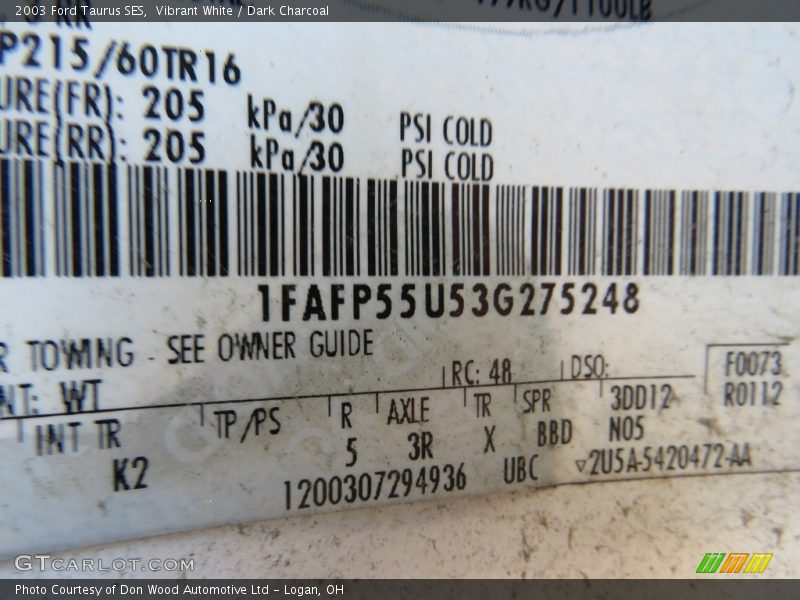 2003 Ford Taurus SES, Vibrant White / Dark Charcoal
P215/60TR16
URE(FR): 205 kPa/30 PSI COLD
URE(RR): 205 kPa/30 PSI COLD
1FAFP55U53G275248
R TOWING - SEE OWNER GUIDE
NT: WT RC: 48 DSO: F0073
R0112
INT TR TP/PS R AXLE TR SPR 3DD12
K2 5 3R X BBD N05
1200307294936 UBC 2U5A-5420472-AA
GTCarLot.com
Photo Courtesy of Don Wood Automotive Ltd - Logan, OH